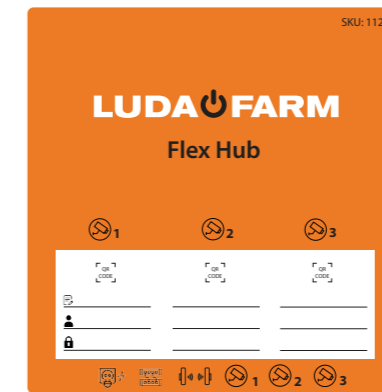 SKU: 112
LUDA FARM
Flex Hub
1 2 3
QR CODE QR CODE QR CODE
1 2 3